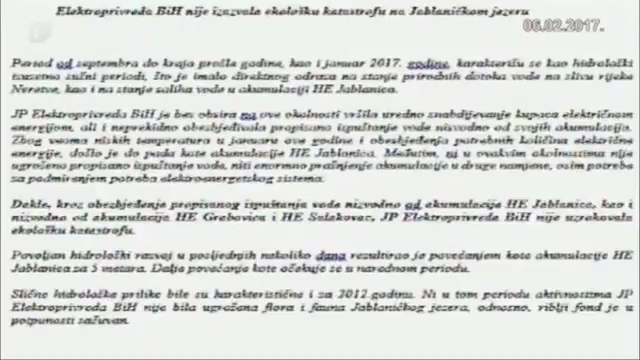 Elektroprivreda BiH nije izazvala ekološku katastrofu na Jablaničkom jezeru
06.02.2017.
Period od septembra do kraja prošle godine, kao i januar 2017. godine, karakterišu se kao hidrološki
izuzetno sušni periodi, što je imalo direktnog odraza na stanje prirodnih dotoka vode na slivu rijeke
Neretve, kao i na stanje zaliha vode u akumulaciji HE Jablanica.
JP Elektroprivreda BiH je bez obzira na ove okolnosti vršila uredno snabdijevanje kupaca električnom
energijom, ali i neprekidno obezbjeđivala propisano ispuštanje vode nizvodno od svojih akumulacija.
Zbog veoma niskih temperatura u januaru ove godine i obezbjeđenja potrebnih količina električne
energije, došlo je do pada kote akumulacije HE Jablanica. Međutim, ni u ovakvim okolnostima nije
ugroženo propisano ispuštanje vode, niti enormno pražnjenje akumulacije u druge namjene, osim potreba
za podmirenjem potreba elektroenergetskog sistema.
Dakle, kroz obezbjeđenje propisanog ispuštanja vode nizvodno od akumulacije HE Jablanica, kao i
nizvodno od akumulacija HE Grabovica i HE Salakovac, JP Elektroprivreda BiH nije uzrokovala
ekološku katastrofu.
Povoljan hidrološki razvoj u posljednjih nekoliko dana rezultirao je povećanjem kote akumulacije HE
Jablanica za 5 metara. Dalje povećanje kote očekuje se u narednom periodu.
Slične hidrološke prilike bile su karakteristične i za 2012.godinu. Ni u tom periodu aktivnostima JP
Elektroprivreda BiH nije bila ugrožena flora i fauna Jablaničkog jezera, odnosno, riblji fond je u
potpunosti sačuvan.